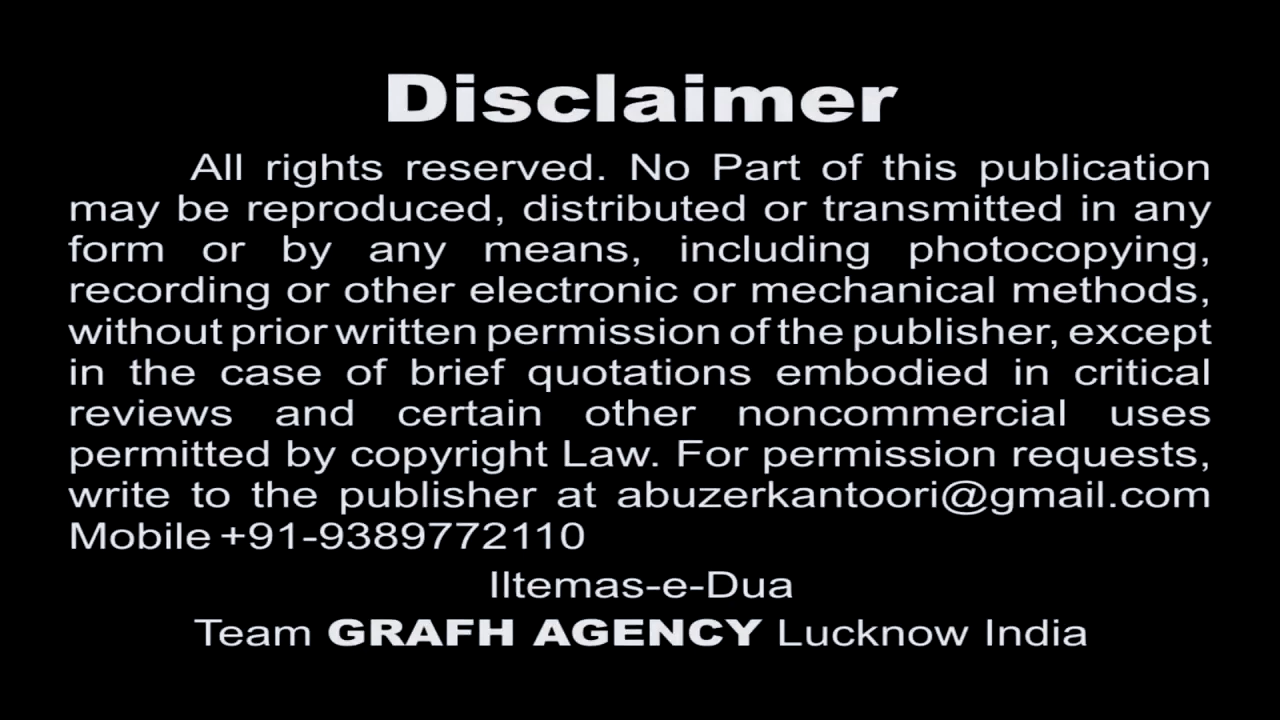 Disclaimer
All rights reserved. No Part of this publication
may be reproduced, distributed or transmitted in any
form or by any means, including photocopying,
recording or other electronic or mechanical methods,
without prior written permission of the publisher, except
in the case of brief quotations embodied in critical
reviews and certain other noncommercial uses
permitted by copyright Law. For permission requests,
write to the publisher at abuzerkantoori@gmail.com
Mobile +91-9389772110
Iltemas-e-Dua
Team GRAFH AGENCY Lucknow India